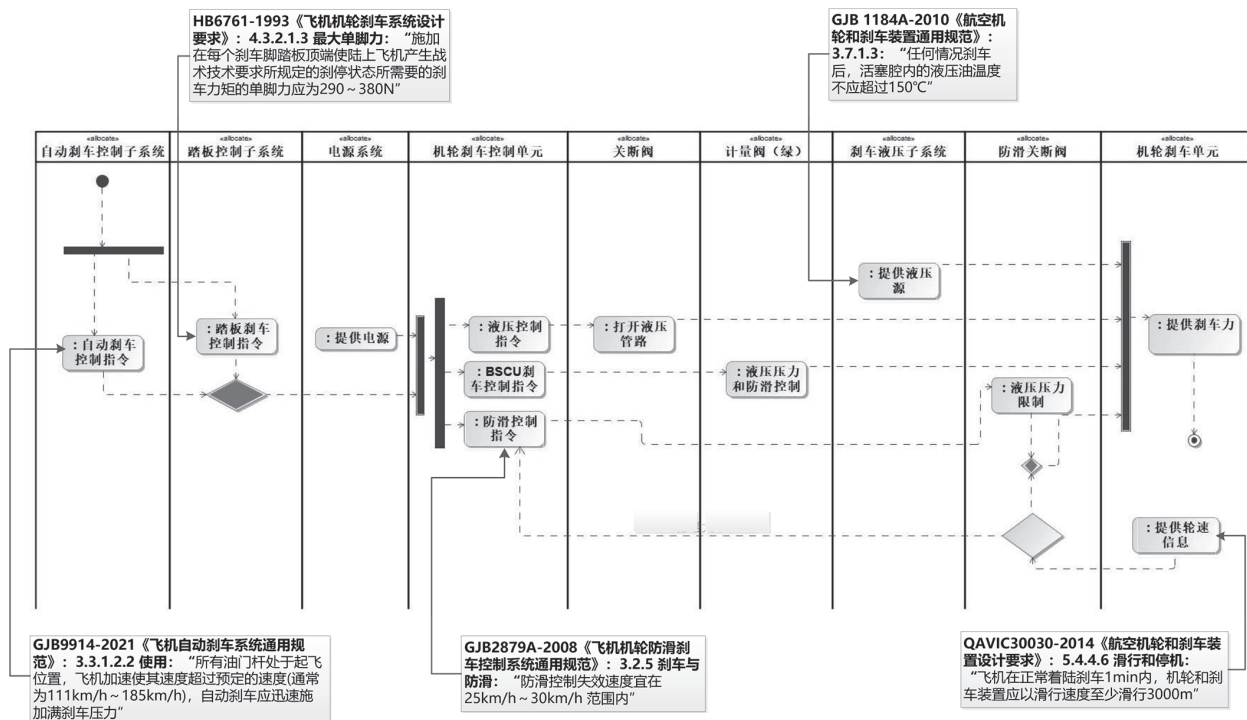 HB6761-1993《飞机机轮刹车系统设计
要求》：4.3.2.1.3 最大单脚力：“施加
在每个刹车脚踏板顶端使陆上飞机产生战
术技术要求所规定的刹停状态所需要的刹
车力矩的单脚力应为290～380N”
GJB 1184A-2010《航空机
轮和刹车装置通用规范》：
3.7.1.3：“任何情况刹车
后，活塞腔内的液压油温度
不应超过150℃”
«allocate»
自动刹车控制子系统
«allocate»
踏板控制子系统
«allocate»
电源系统
«allocate»
机轮刹车控制单元
«allocate»
关断阀
«allocate»
计量阀（绿）
«allocate»
刹车液压子系统
«allocate»
防滑关断阀
«allocate»
机轮刹车单元
：提供液压
源
：自动刹车
控制指令
：踏板刹车
控制指令
：提供电源
：液压控制
指令
：打开液压
管路
：提供刹车力
：BSCU刹
车控制指令
：液压压力
和防滑控制
：液压压力
限制
：防滑控制
指令
：提供轮速
信息
GJB9914-2021《飞机自动刹车系统通用规
范》：3.3.1.2.2 使用：“所有油门杆处于起飞
位置，飞机加速使其速度超过预定的速度(通常
为111km/h～185km/h)，自动刹车应迅速施
加满刹车压力”
GJB2879A-2008《飞机机轮防滑刹
车控制系统通用规范》：3.2.5 刹车与
防滑：“防滑控制失效速度宜在
25km/h～30km/h 范围内”
QAVIC30030-2014《航空机轮和刹车装
置设计要求》：5.4.4.6 滑行和停机：
“飞机在正常着陆刹车1min内，机轮和刹
车装置应以滑行速度至少滑行3000m”